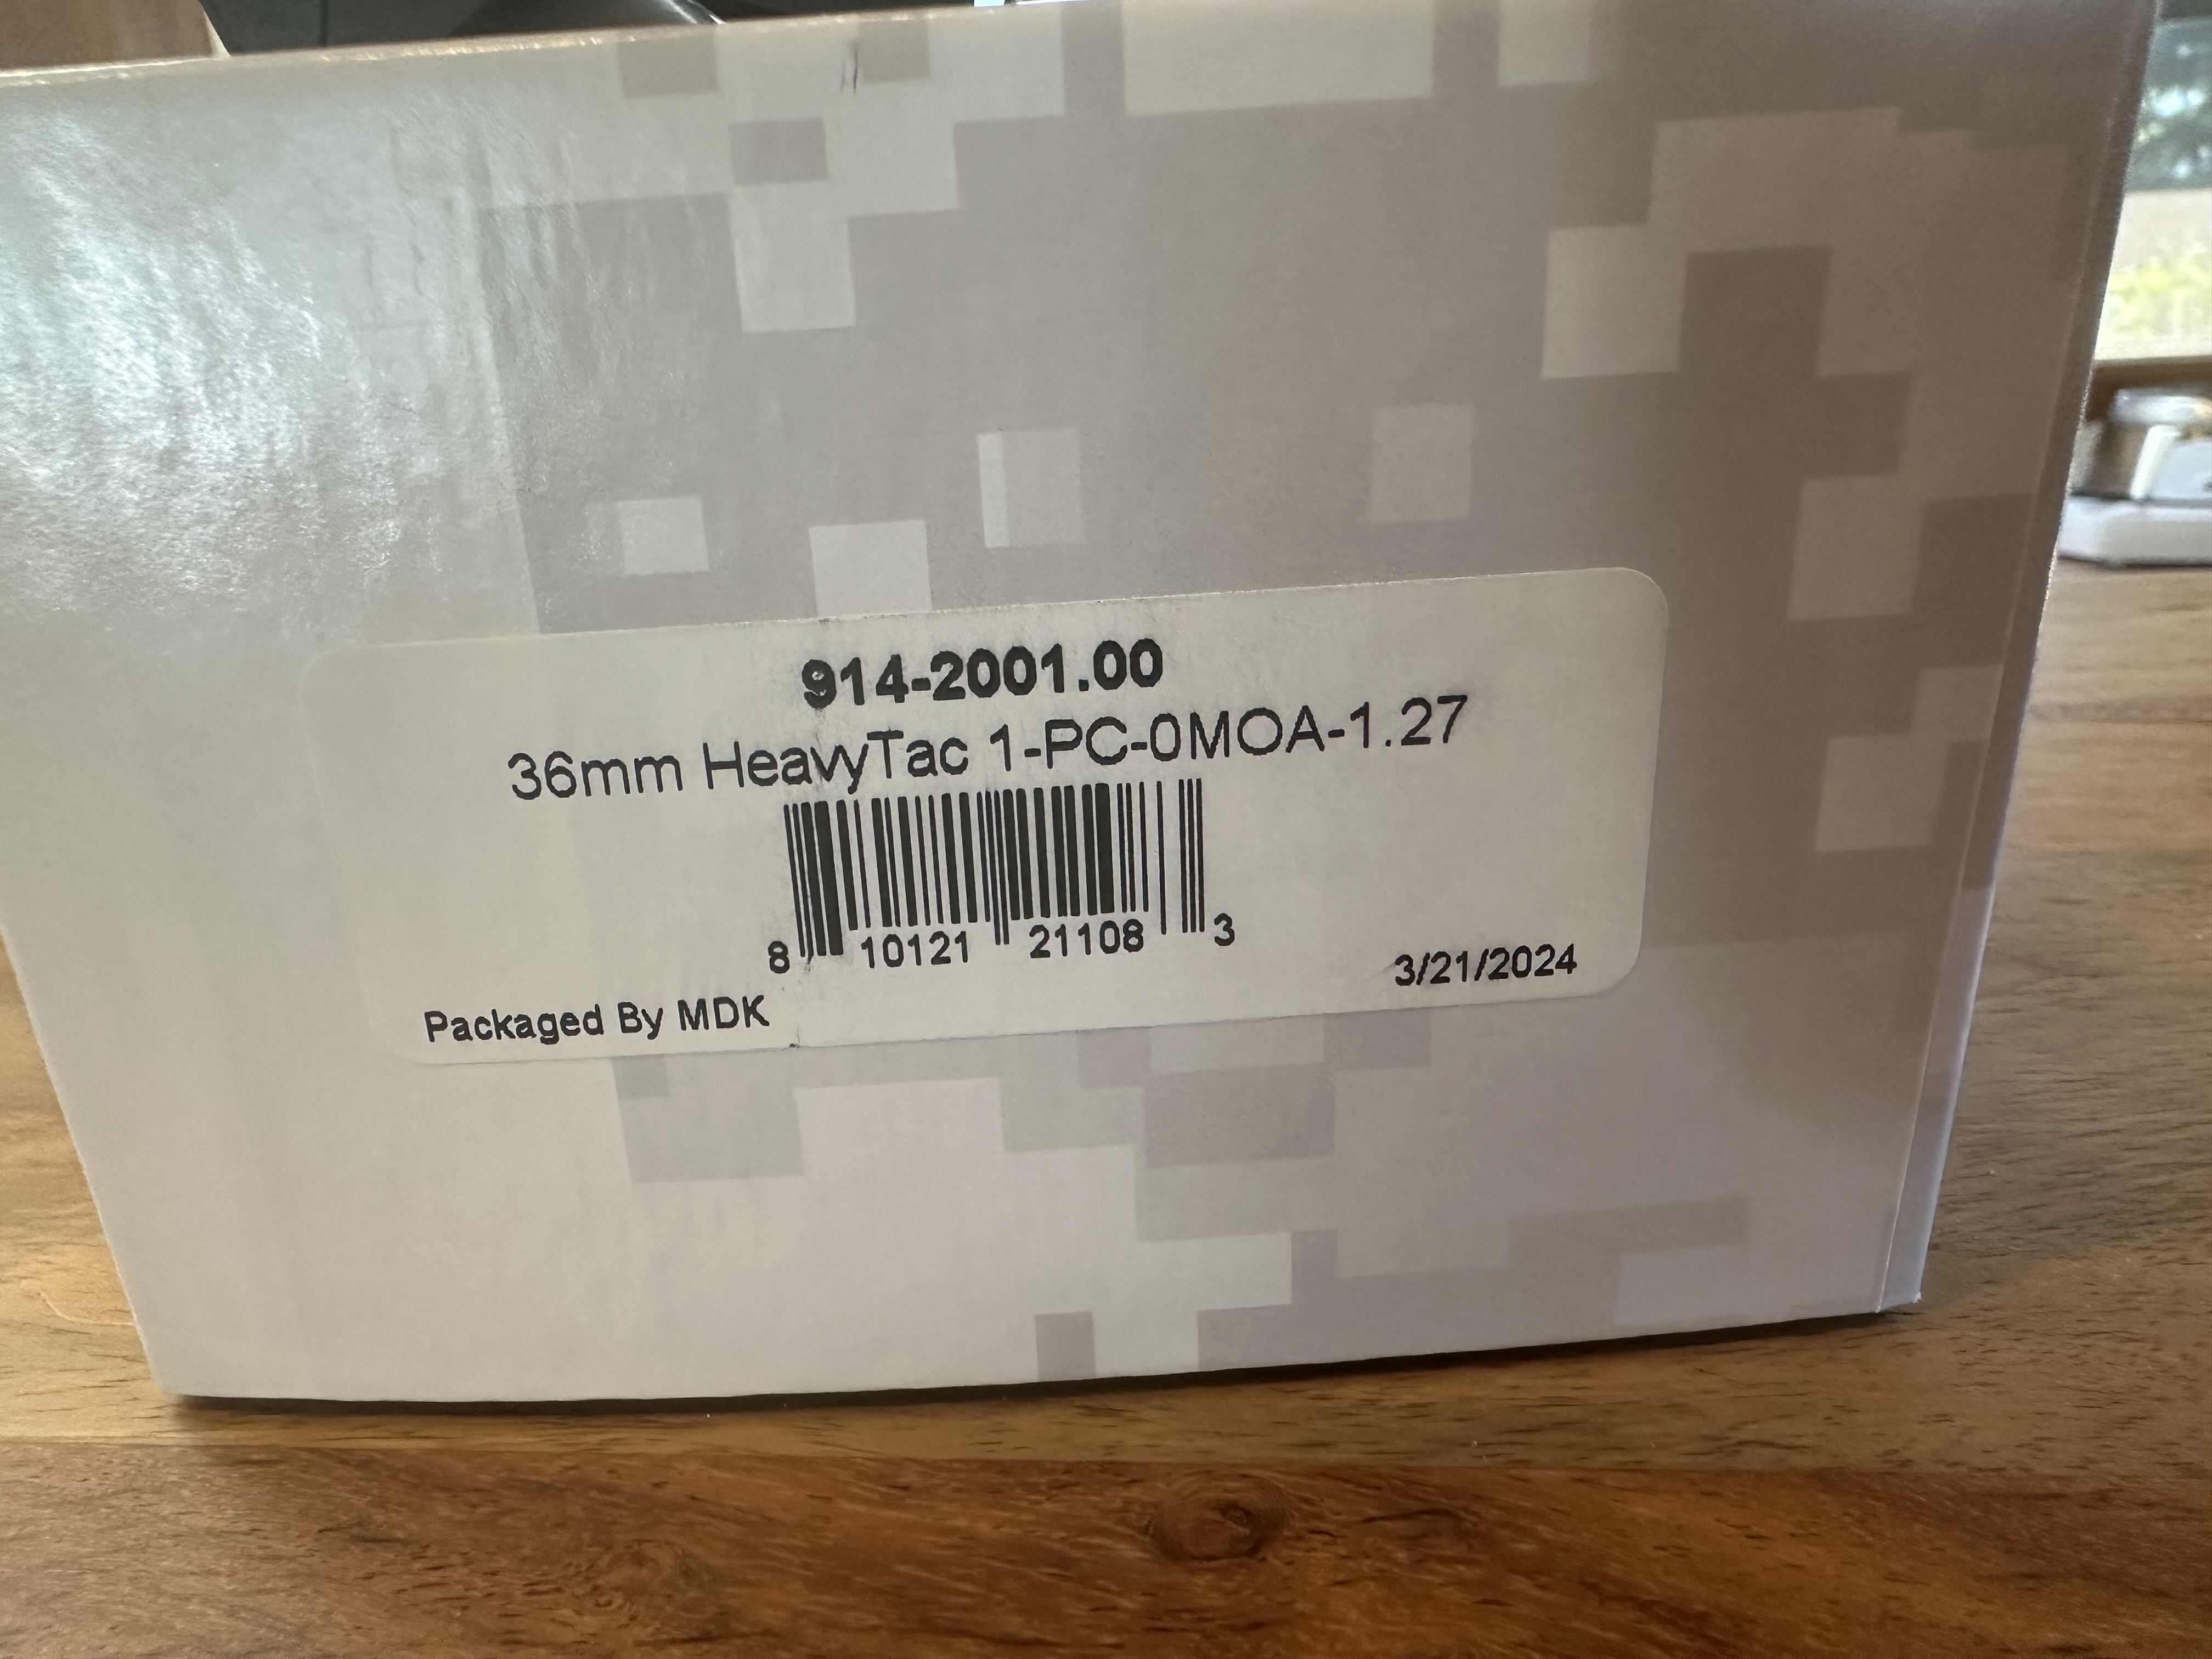 914-2001.00
36mm HeavyTac 1-PC-0MOA-1.27
8 10121 21108 3
3/21/2024
Packaged By MDK